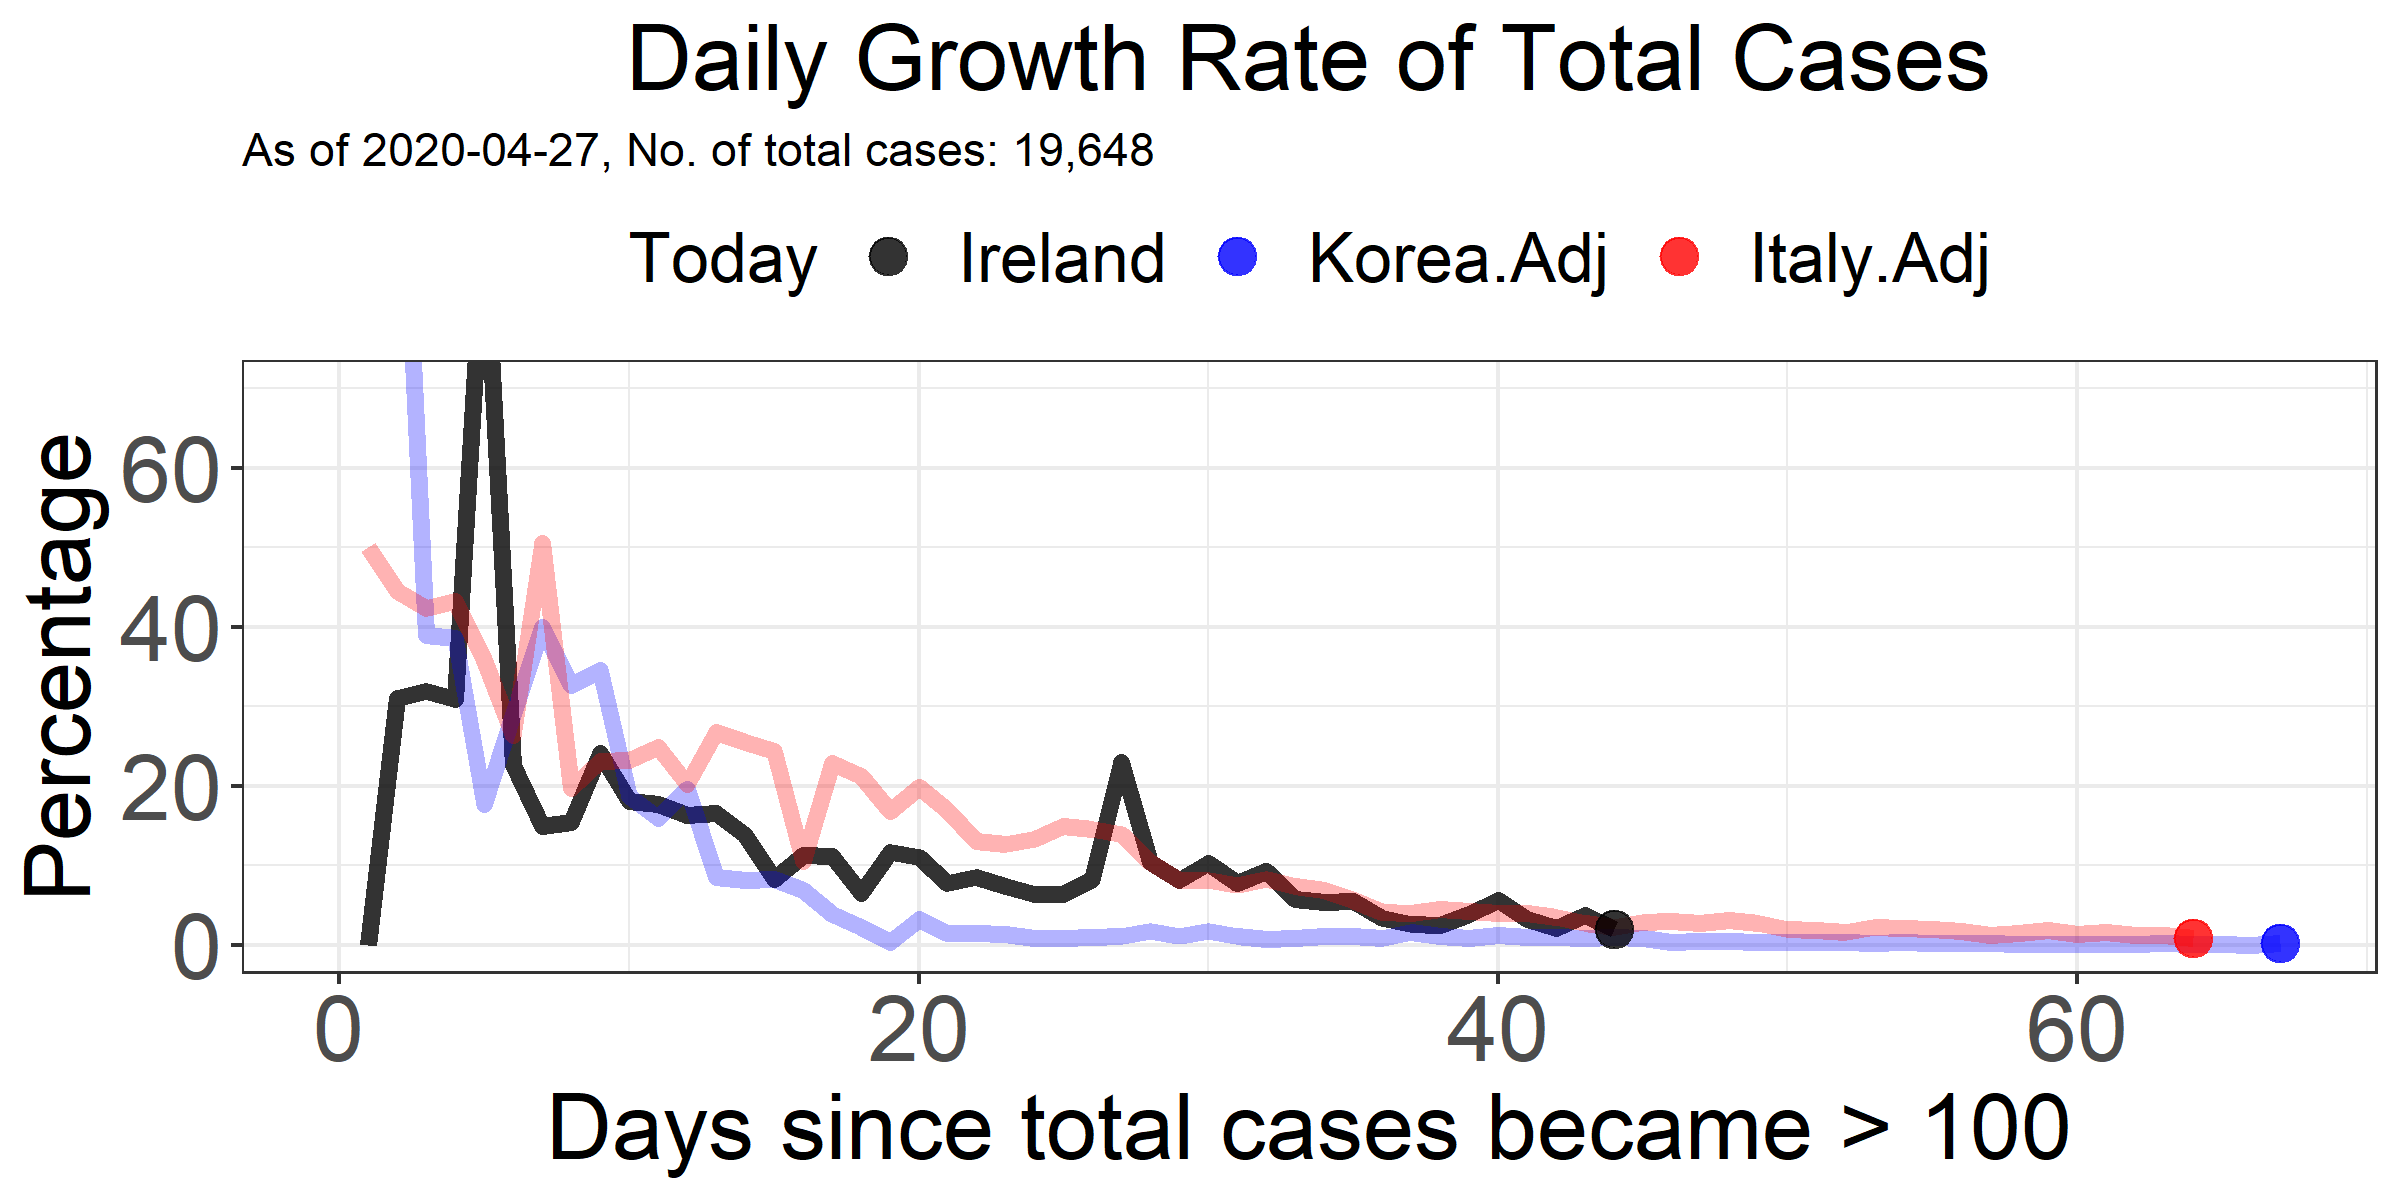 Daily Growth Rate of Total Cases
As of 2020-04-27, No. of total cases: 19,648
Today Ireland Korea.Adj Italy.Adj
Percentage
60
40
20
0
0 20 40 60
Days since total cases became > 100